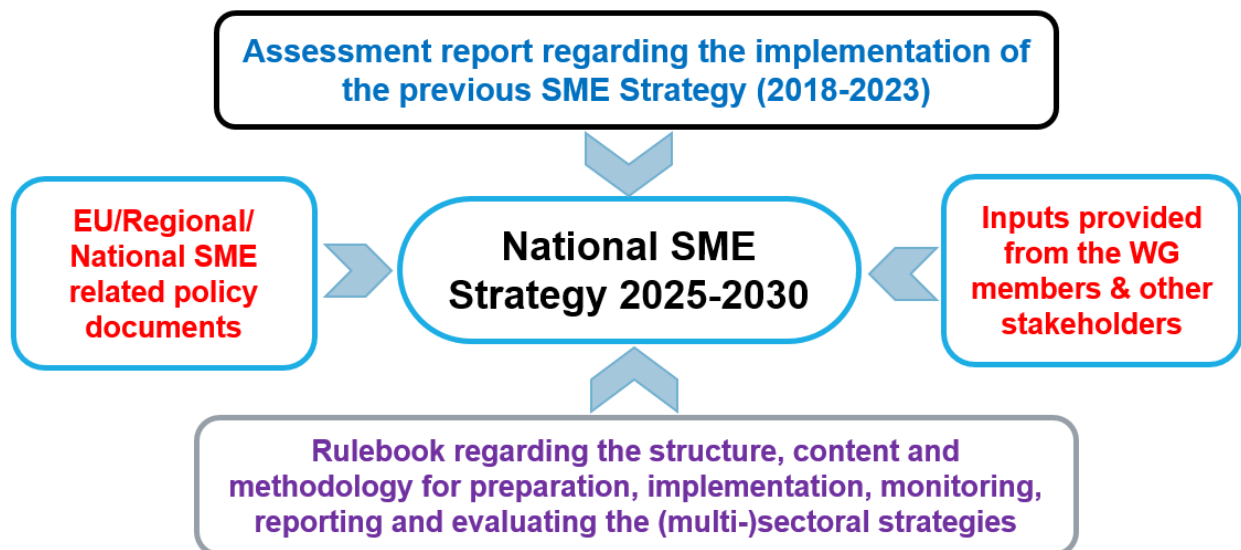 Assessment report regarding the implementation of
the previous SME Strategy (2018-2023)
EU/Regional/
National SME
related policy
documents
National SME
Strategy 2025-2030
Inputs provided
from the WG
members & other
stakeholders
Rulebook regarding the structure, content and
methodology for preparation, implementation, monitoring,
reporting and evaluating the (multi-)sectoral strategies